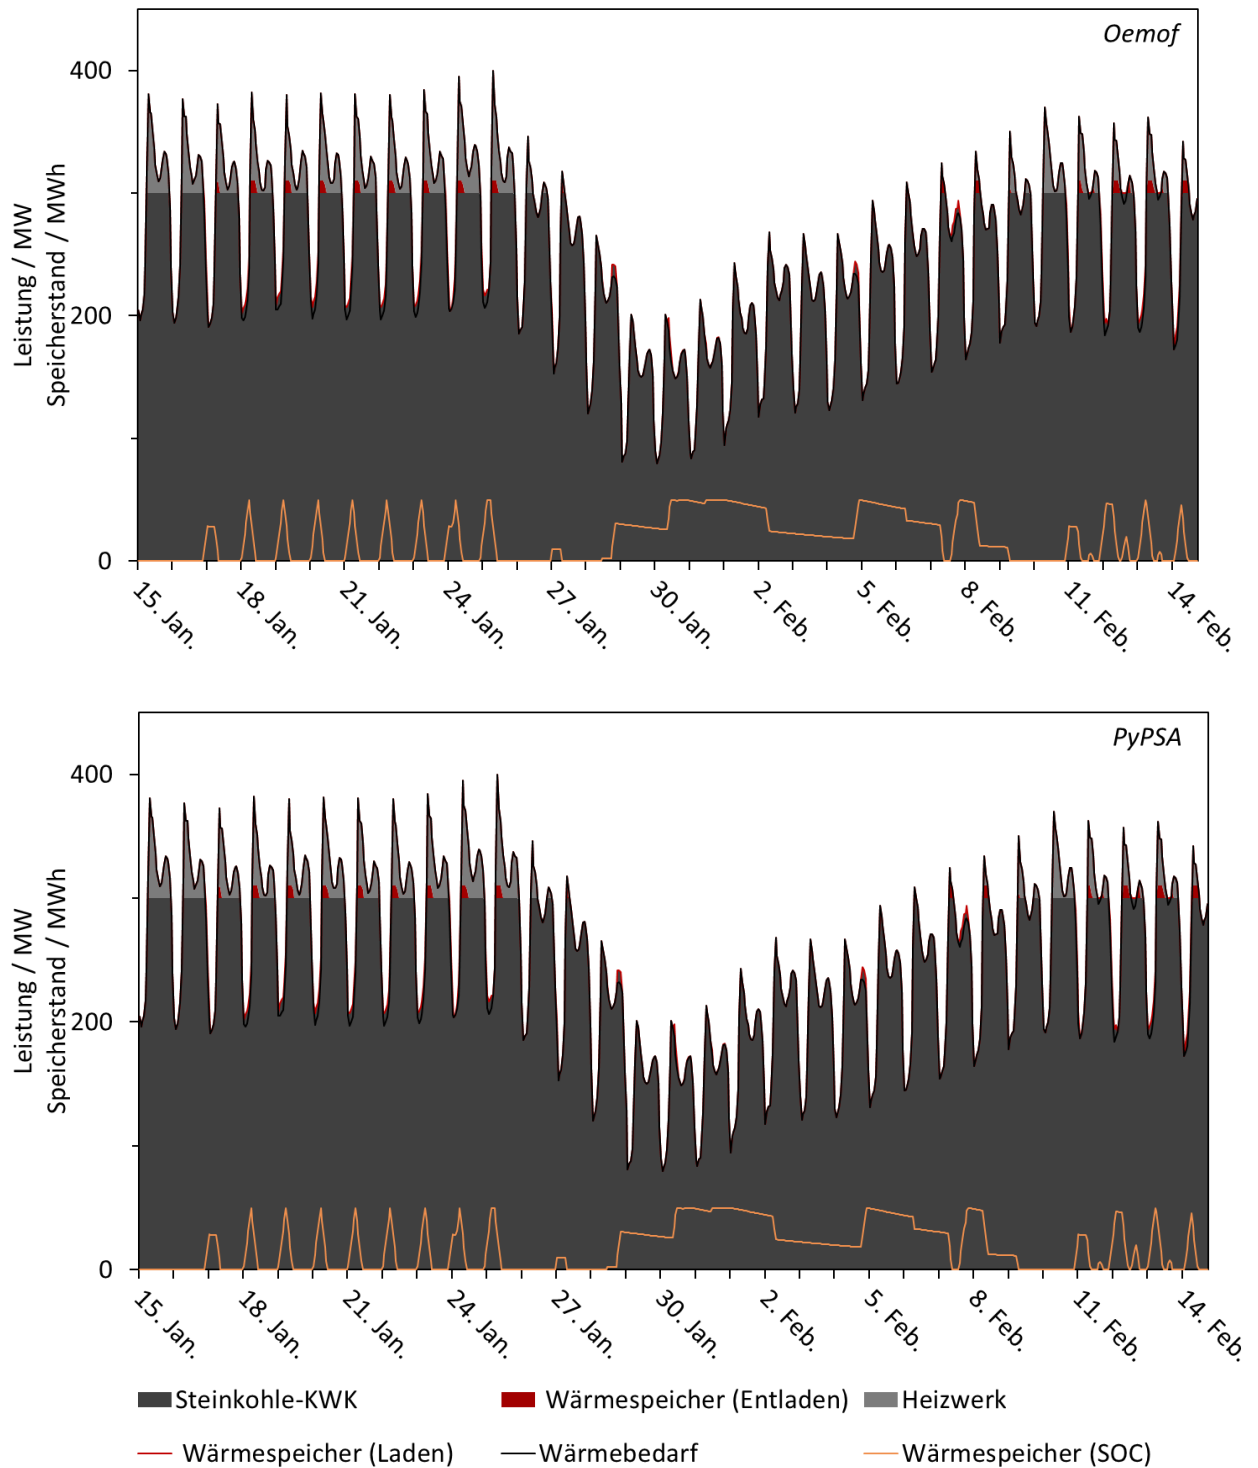 Oemof
400
200
0
Leistung / MW
Speicherstand / MWh
15. Jan.
18. Jan.
21. Jan.
24. Jan.
27. Jan.
30. Jan.
2. Feb.
5. Feb.
8. Feb.
11. Feb.
14. Feb.
PyPSA
400
200
0
Leistung / MW
Speicherstand / MWh
15. Jan.
18. Jan.
21. Jan.
24. Jan.
27. Jan.
30. Jan.
2. Feb.
5. Feb.
8. Feb.
11. Feb.
14. Feb.
Steinkohle-KWK
Wärmespeicher (Entladen)
Heizwerk
Wärmespeicher (Laden)
Wärmebedarf
Wärmespeicher (SOC)